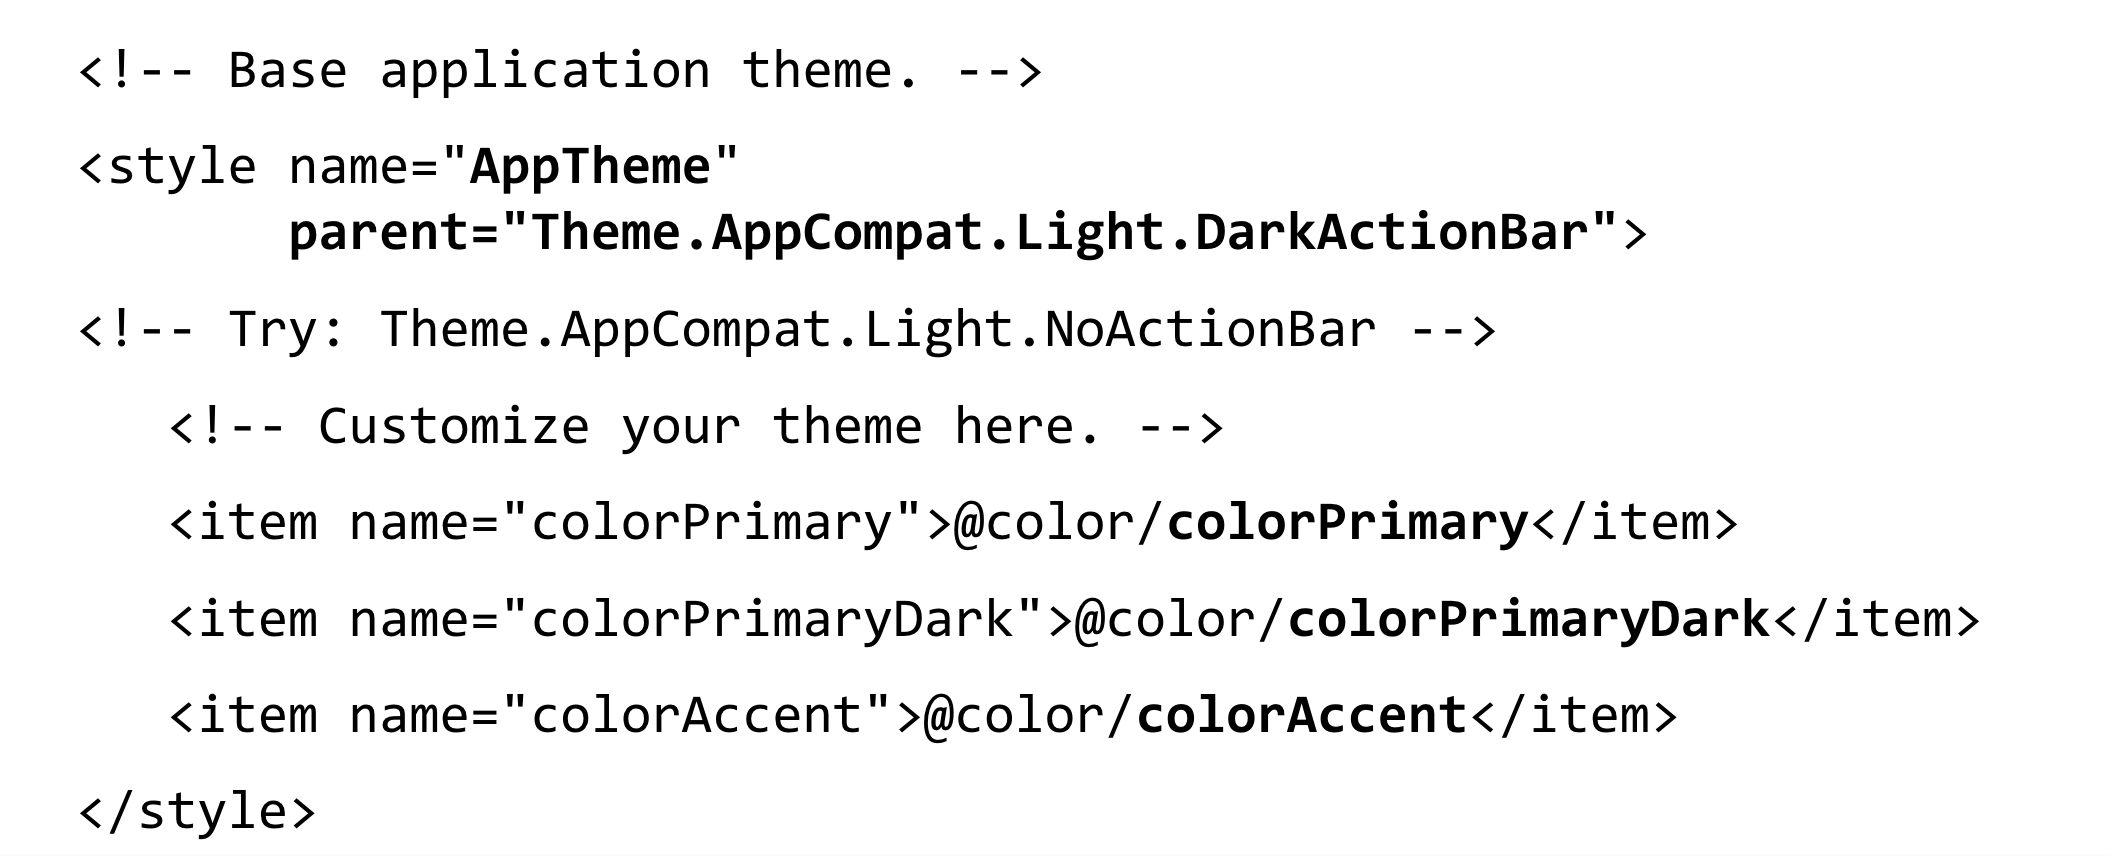 <!-- Base application theme. -->
<style name="AppTheme"
parent="Theme.AppCompat.Light.DarkActionBar">
<!-- Try: Theme.AppCompat.Light.NoActionBar -->
<!-- Customize your theme here. -->
<item name="colorPrimary">@color/colorPrimary</item>
<item name="colorPrimaryDark">@color/colorPrimaryDark</item>
<item name="colorAccent">@color/colorAccent</item>
</style>